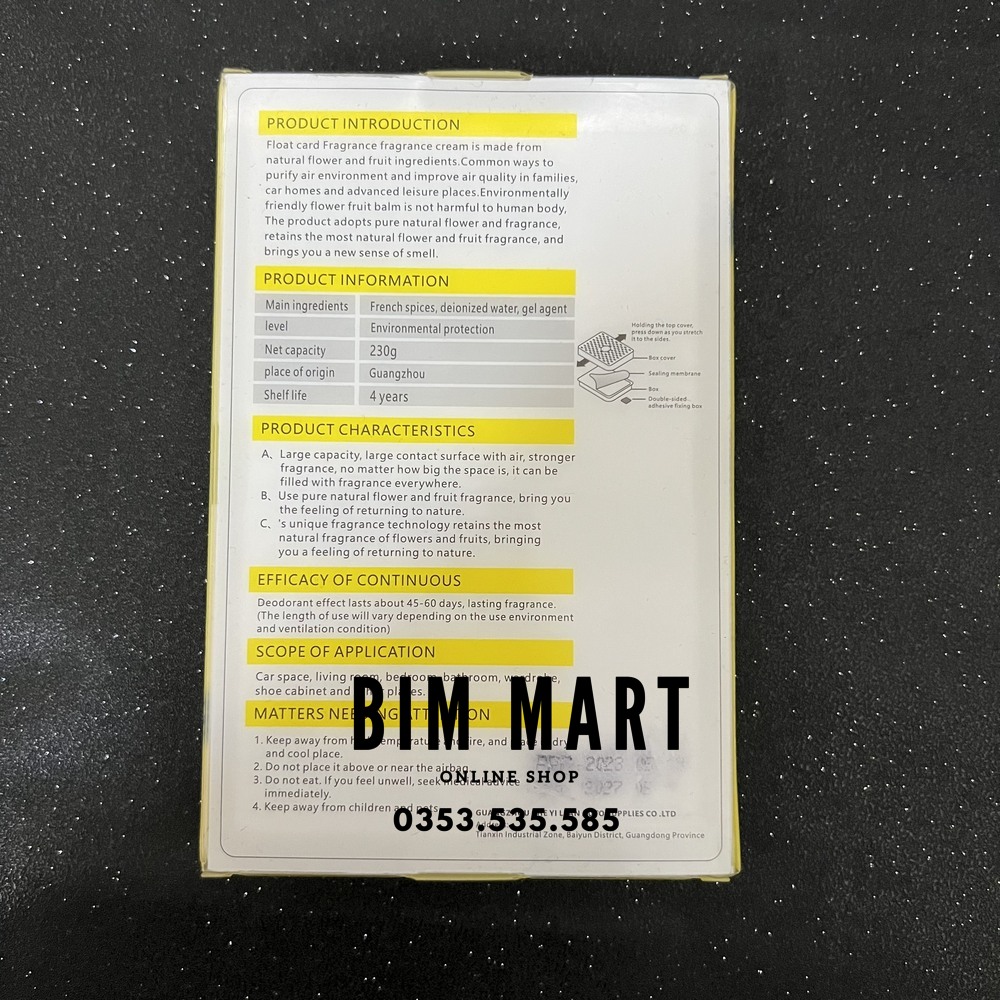 PRODUCT INTRODUCTION
Float card Fragrance fragrance cream is made from
natural flower and fruit ingredients.Common ways to
purify air environment and improve air quality in families,
car homes and advanced leisure places.Environmentally
friendly flower fruit balm is not harmful to human body,
The product adopts pure natural flower and fragrance,
retains the most natural flower and fruit fragrance, and
brings you a new sense of smell.
PRODUCT INFORMATION
Main ingredients French spices, deionized water, gel agent
level Environmental protection
Net capacity 230g
place of origin Guangzhou
Shelf life 4 years
Holding the top cover,
press down as you stretch
it to the sides.
Box cover
Sealing membrane
Box
Double-sided
adhesive fixing box
PRODUCT CHARACTERISTICS
A、Large capacity, large contact surface with air, stronger
fragrance, no matter how big the space is, it can be
filled with fragrance everywhere.
B、Use pure natural flower and fruit fragrance, bring you
the feeling of returning to nature.
C、's unique fragrance technology retains the most
natural fragrance of flowers and fruits, bringing
you a feeling of returning to nature.
EFFICACY OF CONTINUOUS
Deodorant effect lasts about 45-60 days, lasting fragrance.
(The length of use will vary depending on the use environment
and ventilation condition)
SCOPE OF APPLICATION
Car space, living room, bedroom, bathroom, wardrobe,
shoe cabinet and places.
MATTERS ATTENTION
1. Keep away from temperature and fire, and
and cool place.
2. Do not place it above or near the airbag
3. Do not eat. If you feel unwell, seek medical advice
immediately.
4. Keep away from children and pets
BIM MART
ONLINE SHOP
0353.535.585
2023
2027
SUPPLIES CO .LTD
Tianxin Industrial Zone, Baiyun District, Guangdong Province